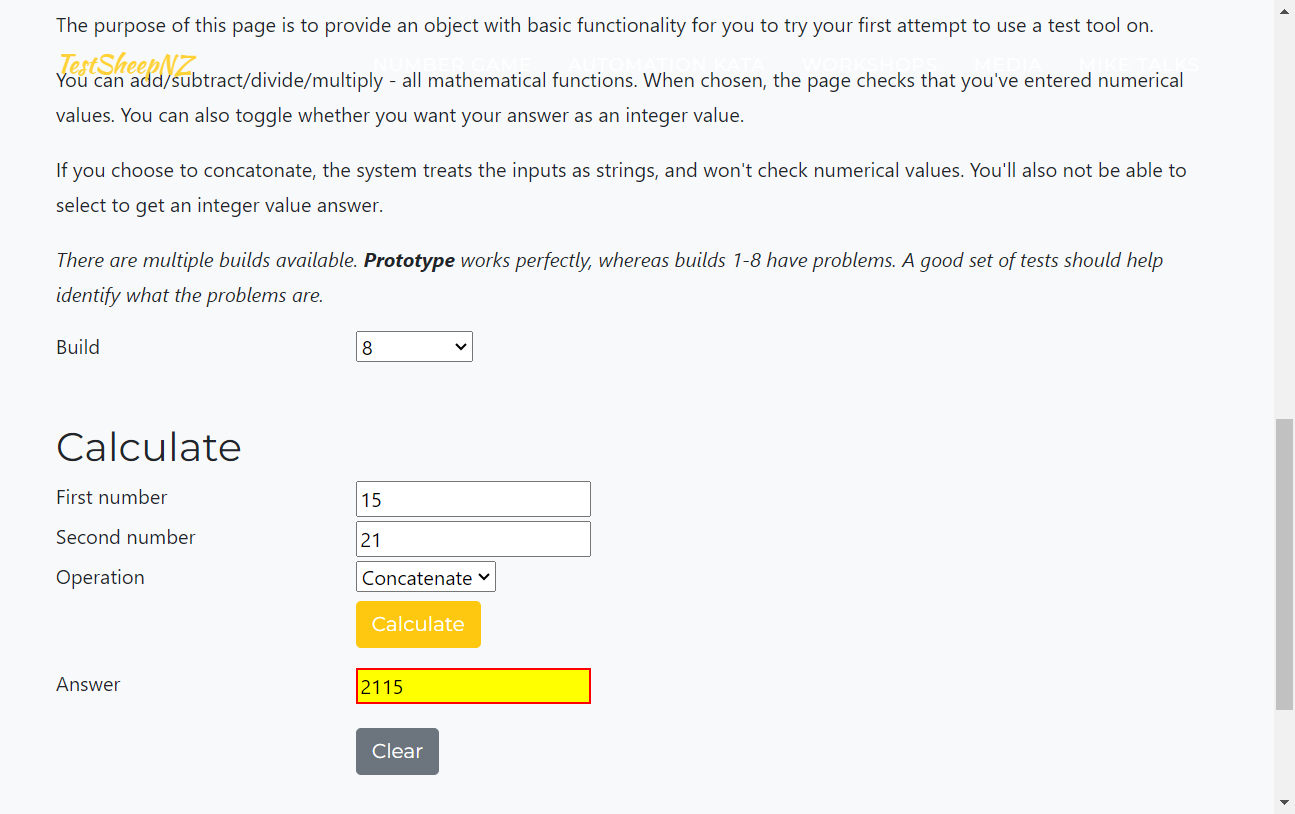 The purpose of this page is to provide an object with basic functionality for you to try your first attempt to use a test tool on.
TestSheepNZ NUMBER GAME AUTOMATION KATA WORKSHOPS MEDIA MIKE TALKS
You can add/subtract/divide/multiply - all mathematical functions. When chosen, the page checks that you've entered numerical
values. You can also toggle whether you want your answer as an integer value.
If you choose to concatonate, the system treats the inputs as strings, and won't check numerical values. You'll also not be able to
select to get an integer value answer.
There are multiple builds available. Prototype works perfectly, whereas builds 1-8 have problems. A good set of tests should help
identify what the problems are.
Build 8
Calculate
First number 15
Second number 21
Operation Concatenate
Calculate
Answer 2115
Clear